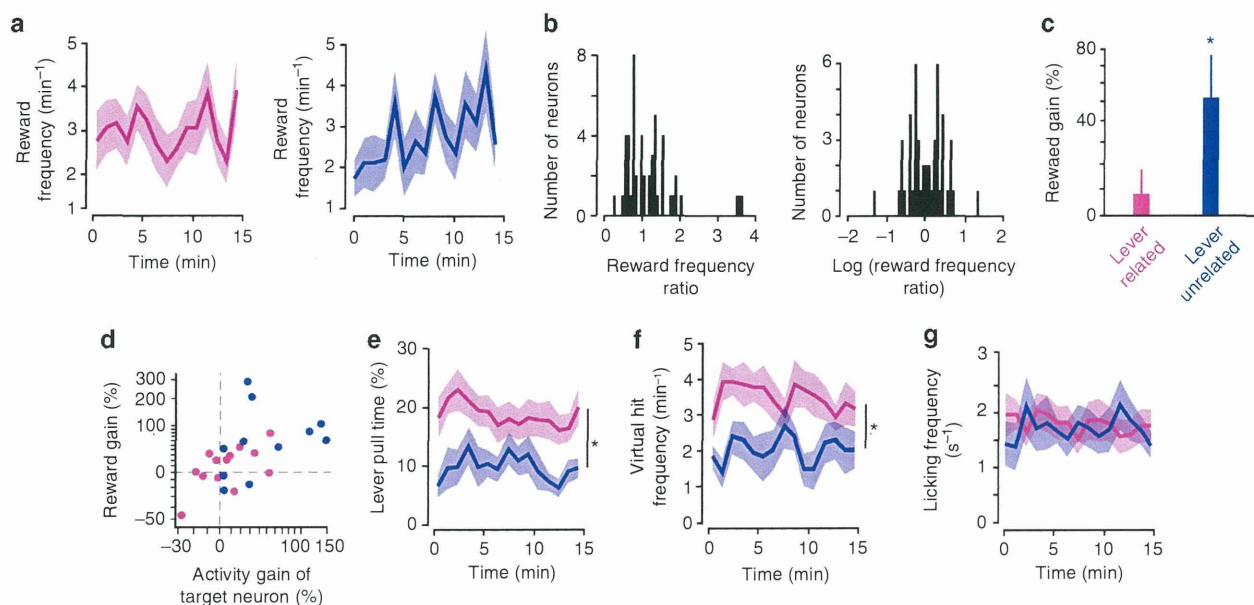 a
Reward
frequency (min⁻¹)
5
4
3
2
1
0 5 10 15
Time (min)
Reward
frequency (min⁻¹)
5
4
3
2
1
0 5 10 15
Time (min)
b
Number of neurons
8
4
0
0 1 2 3 4
Reward frequency
ratio
Number of neurons
6
3
0
−2 −1 0 1 2
Log (reward frequency
ratio)
c
Rewaed gain (%)
80
40
0
*
Lever
related
Lever
unrelated
d
Reward gain (%)
300
200
100
0
−50
−30 0 100 150
Activity gain of
target neuron (%)
e
Lever pull time (%)
30
20
10
0
*
0 5 10 15
Time (min)
f
Virtual hit
frequency (min⁻¹)
5
4
3
2
1
0
*
0 5 10 15
Time (min)
g
Licking frequency
(s⁻¹)
3
2
1
0
0 5 10 15
Time (min)